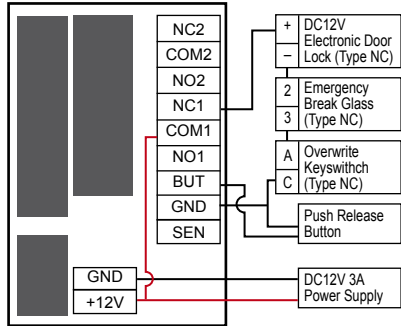 NC2
COM2
NO2
NC1
COM1
NO1
BUT
GND
SEN
GND
+12V
+ DC12V
Electronic Door
– Lock (Type NC)
2 Emergency
Break Glass
3 (Type NC)
A Overwrite
Keyswithch
C (Type NC)
Push Release
Button
DC12V 3A
Power Supply